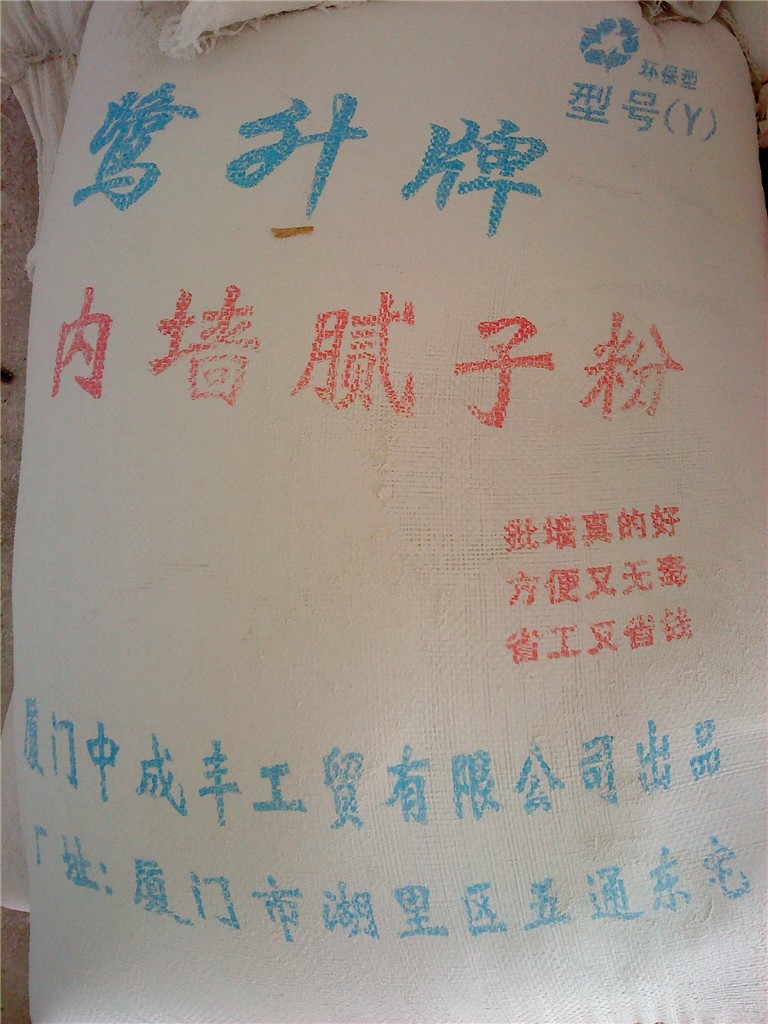 环保型
型号(Y)
鹭升牌
内墙腻子粉
批墙真的好
方便又无毒
省工又省钱
厦门中成丰工贸有限公司出品
厂址:厦门市湖里区五通东宅